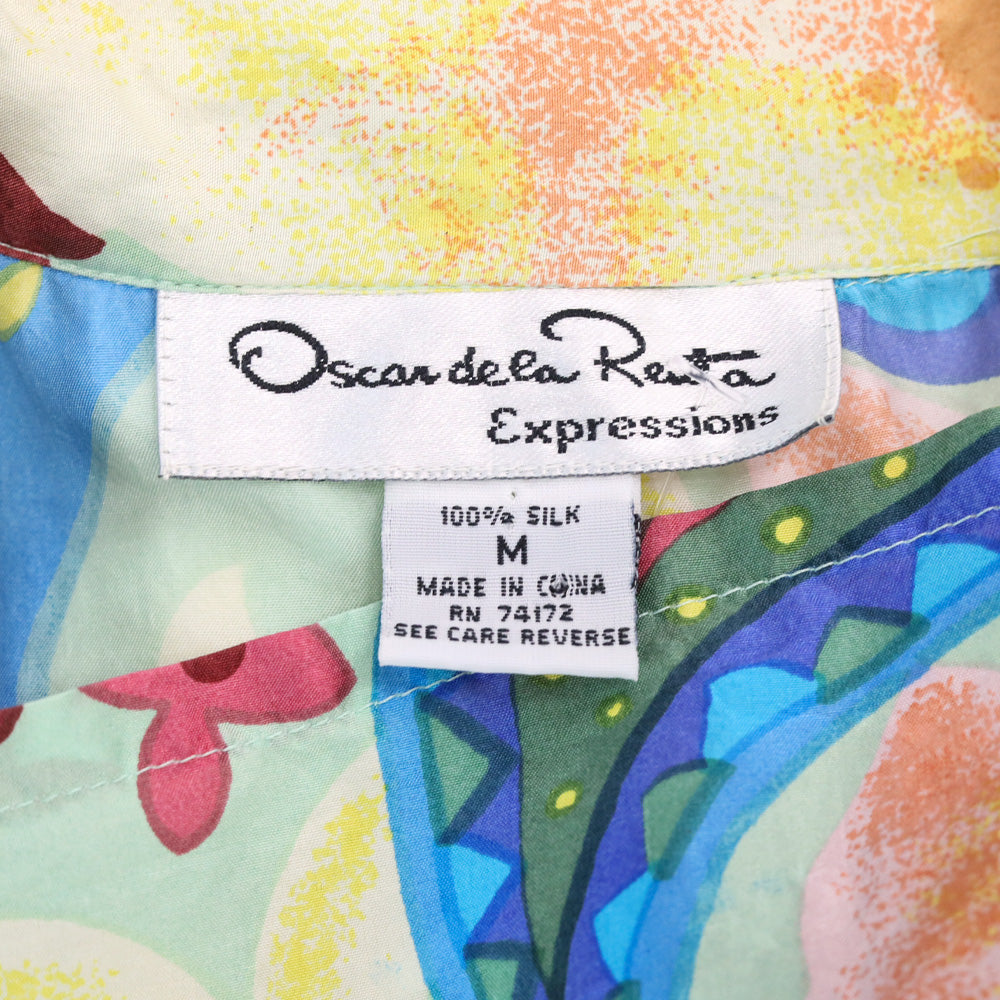 Oscar de la Renta
Expressions
100% SILK
M
MADE IN CHINA
RN 74172
SEE CARE REVERSE